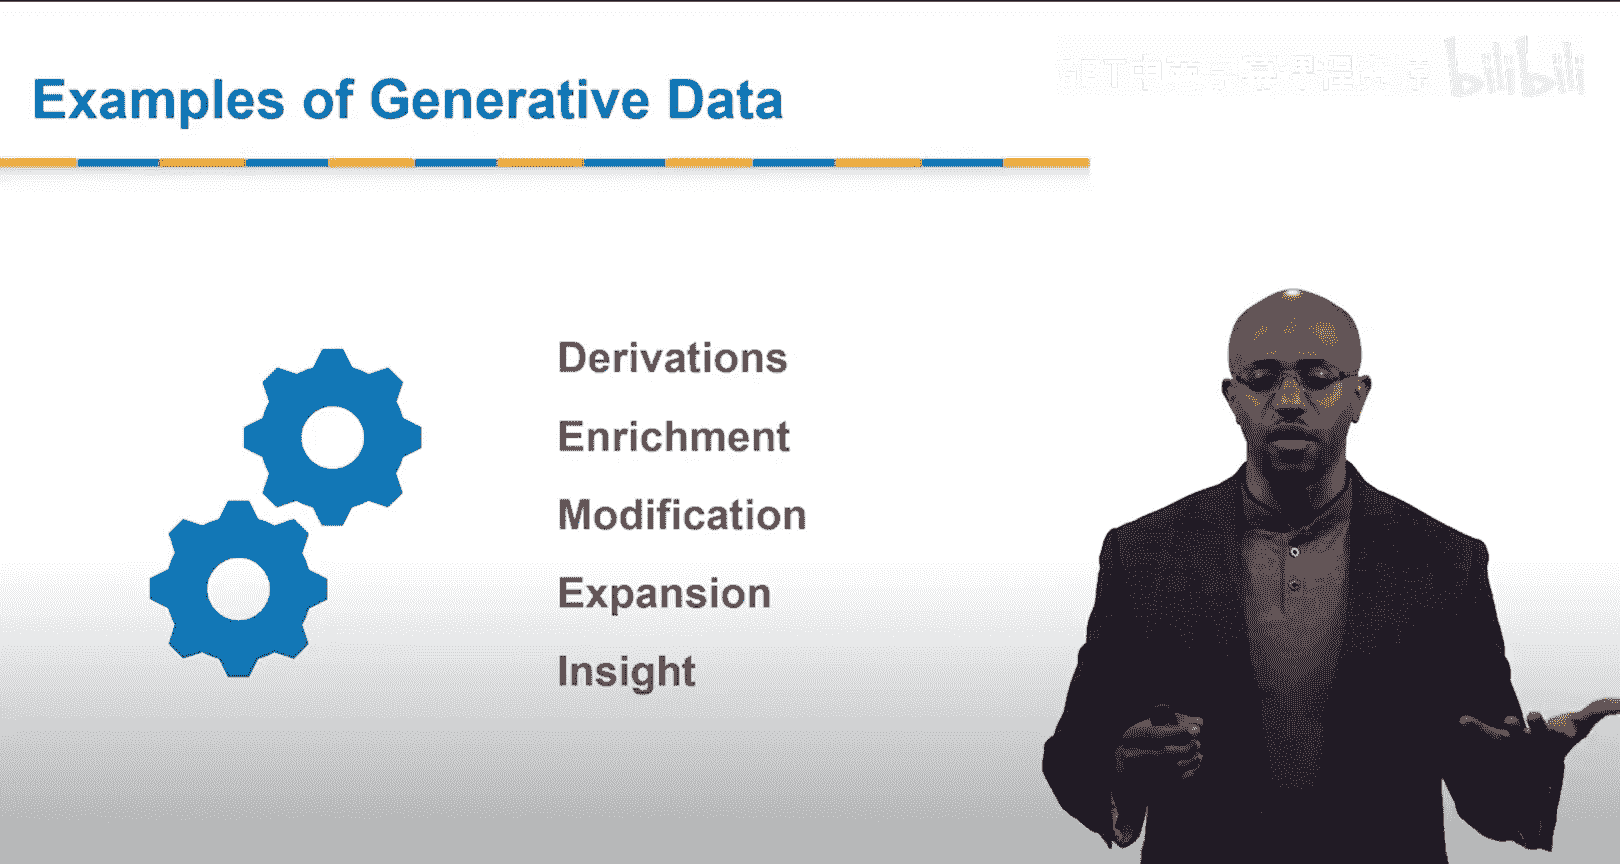 Examples of Generative Data
bilibili
Derivations
Enrichment
Modification
Expansion
Insight